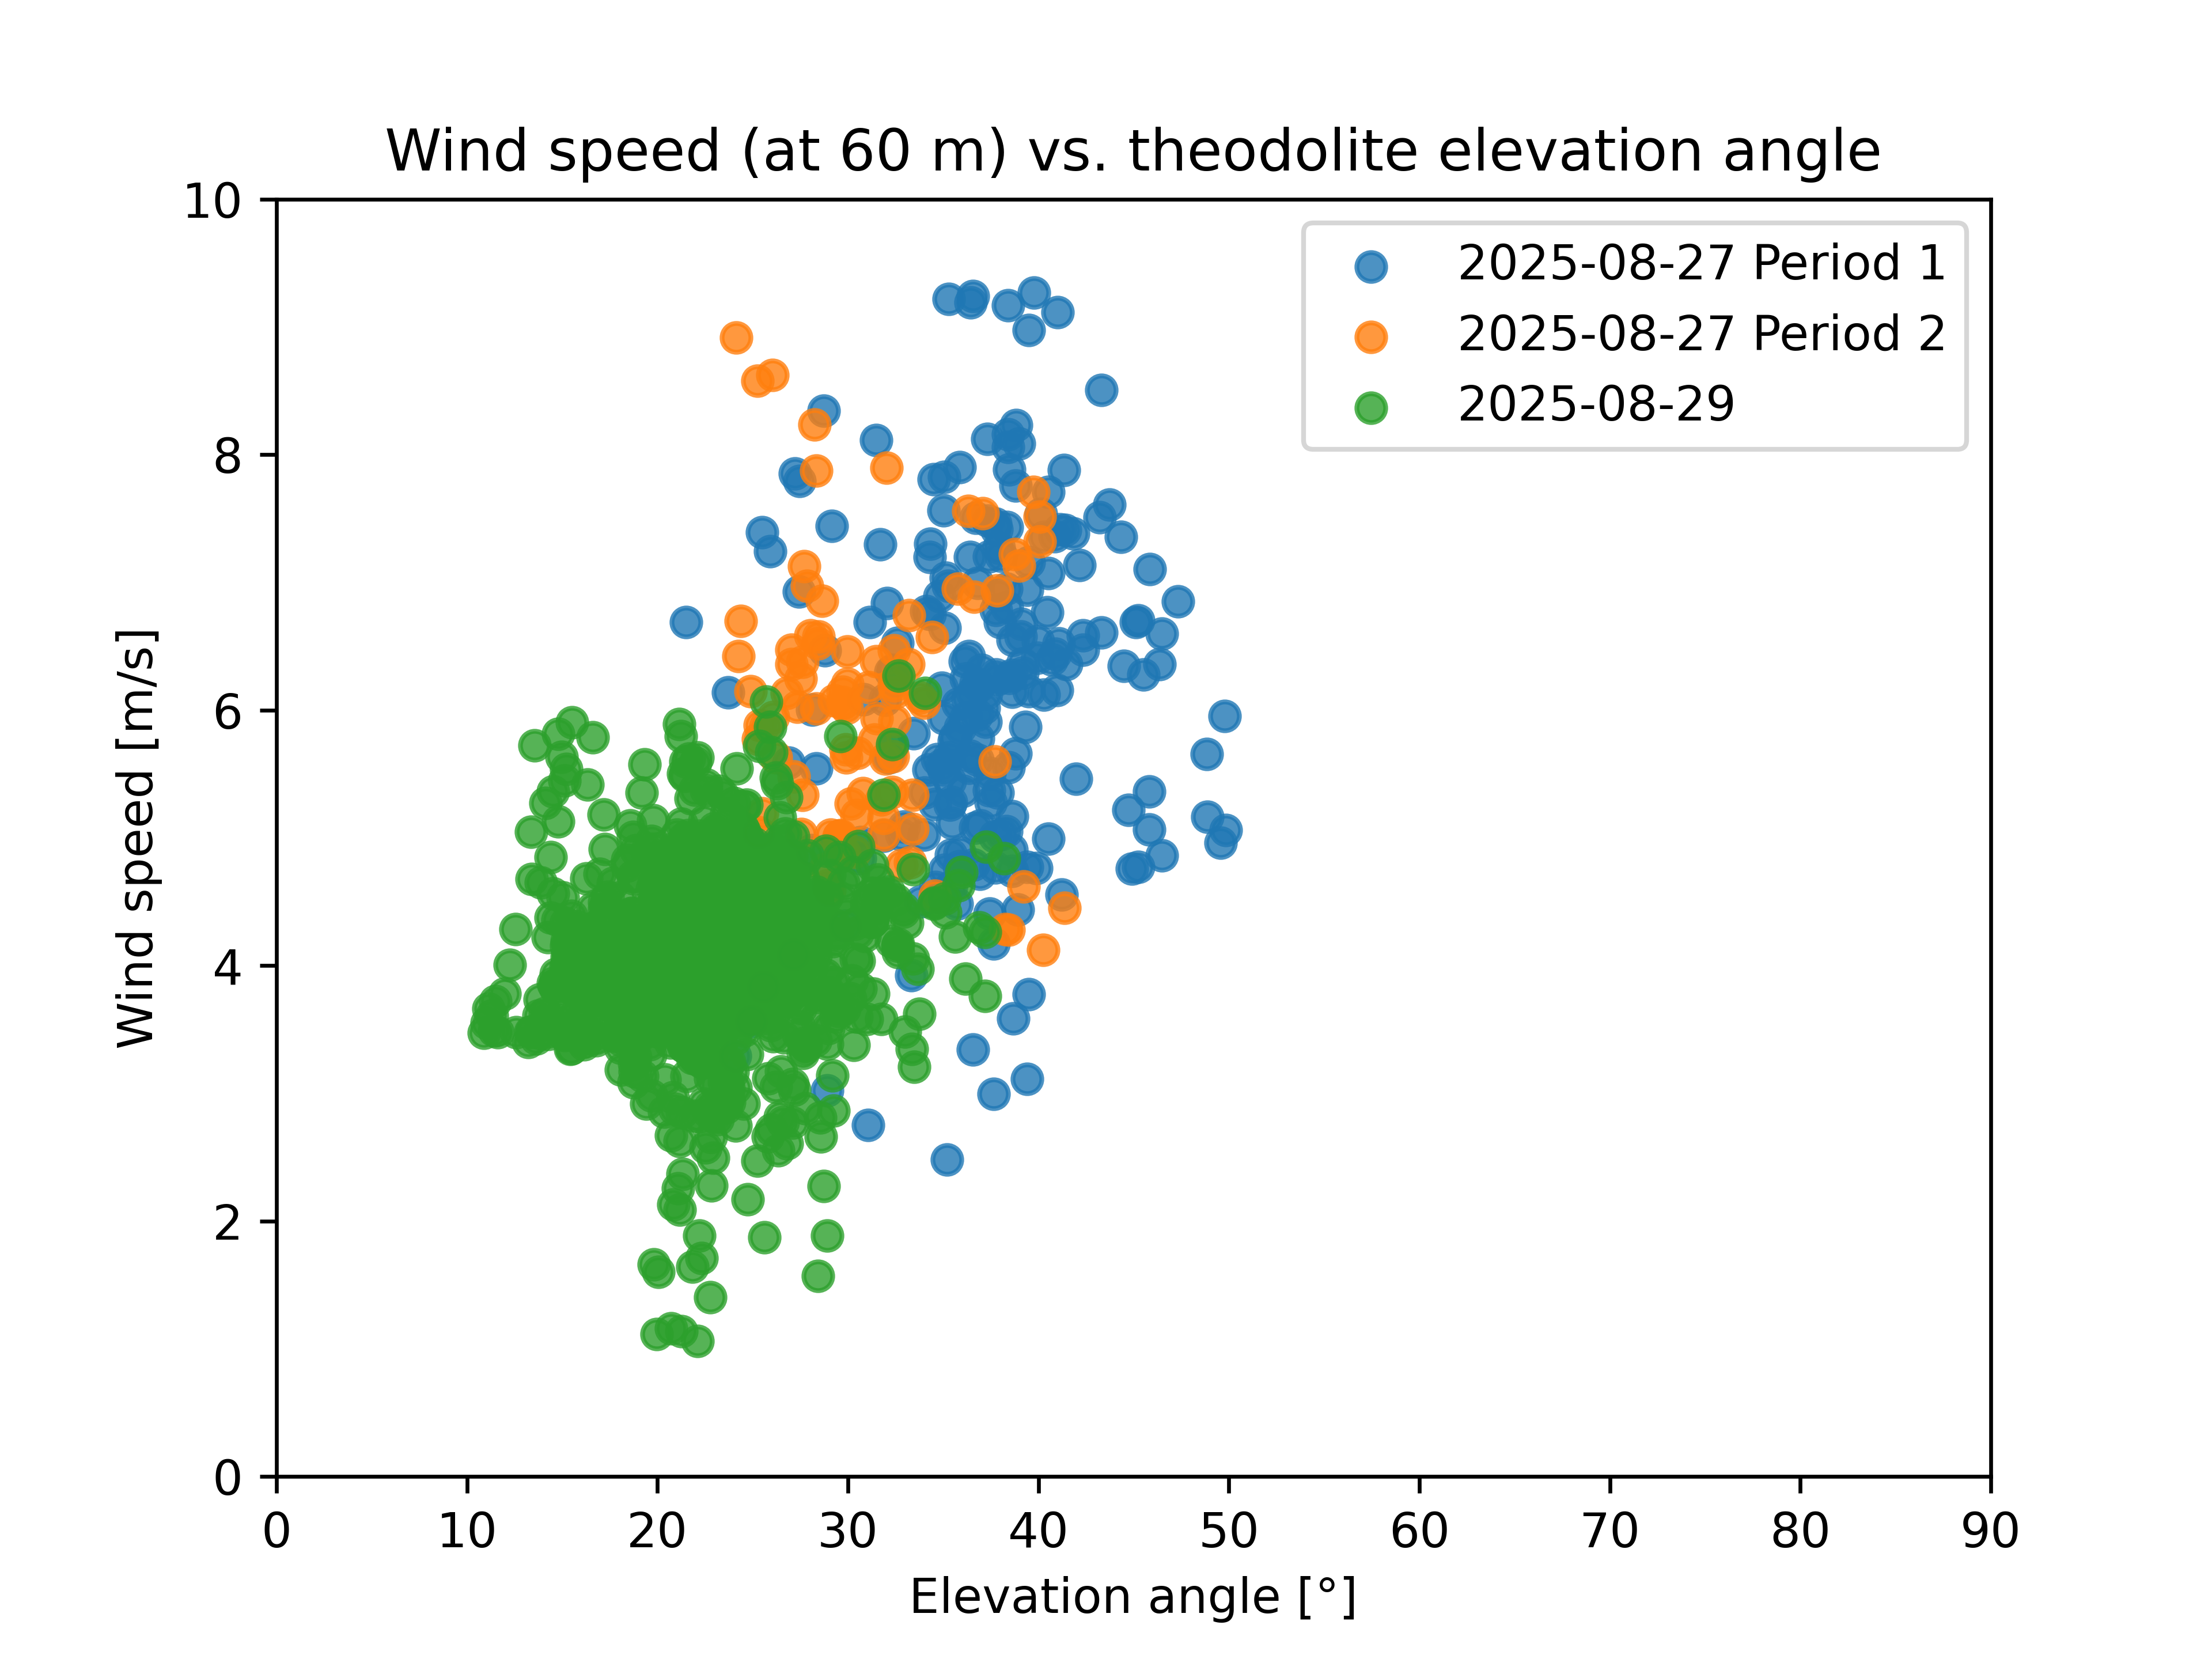 Wind speed (at 60 m) vs. theodolite elevation angle
10
8
6
4
2
0
Wind speed [m/s]
2025-08-27 Period 1
2025-08-27 Period 2
2025-08-29
0 10 20 30 40 50 60 70 80 90
Elevation angle [°]